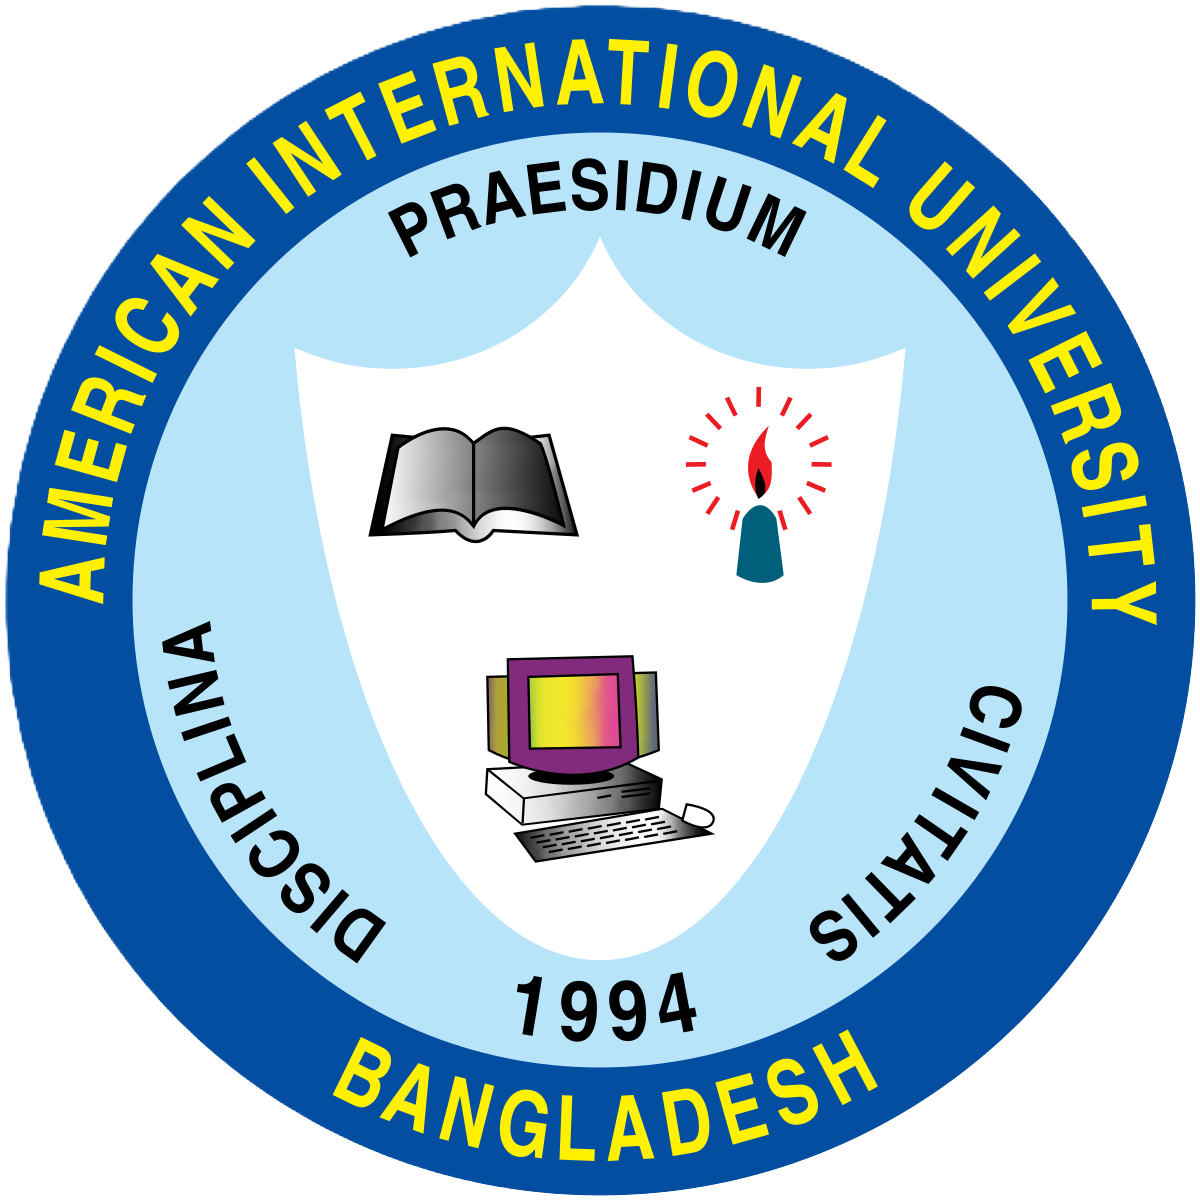 AMERICAN INTERNATIONAL UNIVERSITY
PRAESIDIUM
DISCIPLINA
CIVITATIS
1994
BANGLADESH